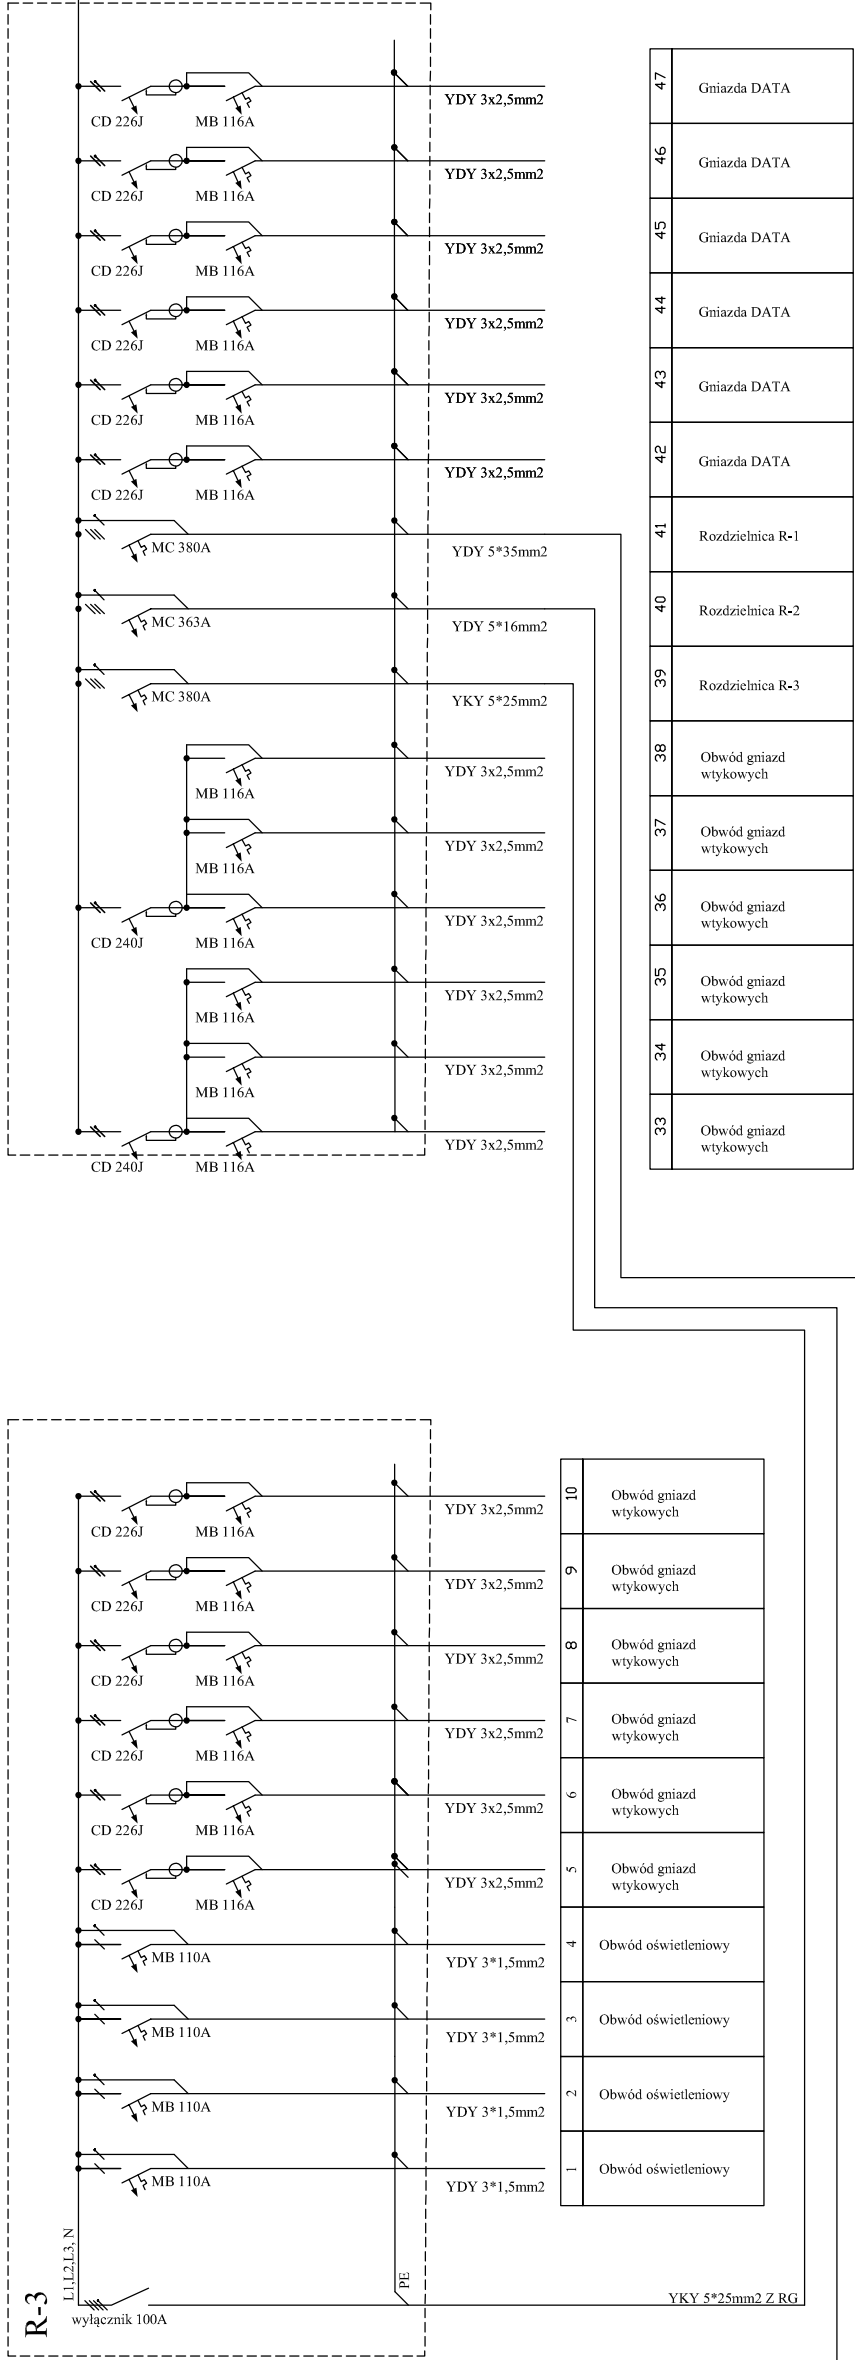 YDY 3x2,5mm2
CD 226J
MB 116A
47
Gniazda DATA
YDY 3x2,5mm2
CD 226J
MB 116A
46
Gniazda DATA
YDY 3x2,5mm2
CD 226J
MB 116A
45
Gniazda DATA
YDY 3x2,5mm2
CD 226J
MB 116A
44
Gniazda DATA
YDY 3x2,5mm2
CD 226J
MB 116A
43
Gniazda DATA
YDY 3x2,5mm2
CD 226J
MB 116A
42
Gniazda DATA
MC 380A
YDY 5*35mm2
41
Rozdzielnica R-1
MC 363A
YDY 5*16mm2
40
Rozdzielnica R-2
MC 380A
YKY 5*25mm2
39
Rozdzielnica R-3
MB 116A
YDY 3x2,5mm2
38
Obwód gniazd
wtykowych
MB 116A
YDY 3x2,5mm2
37
Obwód gniazd
wtykowych
CD 240J
MB 116A
YDY 3x2,5mm2
36
Obwód gniazd
wtykowych
MB 116A
YDY 3x2,5mm2
35
Obwód gniazd
wtykowych
MB 116A
YDY 3x2,5mm2
34
Obwód gniazd
wtykowych
CD 240J
MB 116A
YDY 3x2,5mm2
33
Obwód gniazd
wtykowych
CD 226J
MB 116A
YDY 3x2,5mm2
10
Obwód gniazd
wtykowych
CD 226J
MB 116A
YDY 3x2,5mm2
9
Obwód gniazd
wtykowych
CD 226J
MB 116A
YDY 3x2,5mm2
8
Obwód gniazd
wtykowych
CD 226J
MB 116A
YDY 3x2,5mm2
7
Obwód gniazd
wtykowych
CD 226J
MB 116A
YDY 3x2,5mm2
6
Obwód gniazd
wtykowych
CD 226J
MB 116A
YDY 3x2,5mm2
5
Obwód gniazd
wtykowych
MB 110A
YDY 3*1,5mm2
4
Obwód oświetleniowy
MB 110A
YDY 3*1,5mm2
3
Obwód oświetleniowy
MB 110A
YDY 3*1,5mm2
2
Obwód oświetleniowy
MB 110A
YDY 3*1,5mm2
1
Obwód oświetleniowy
R-3
L1,L2,L3, N
wyłącznik 100A
PE
YKY 5*25mm2 Z RG